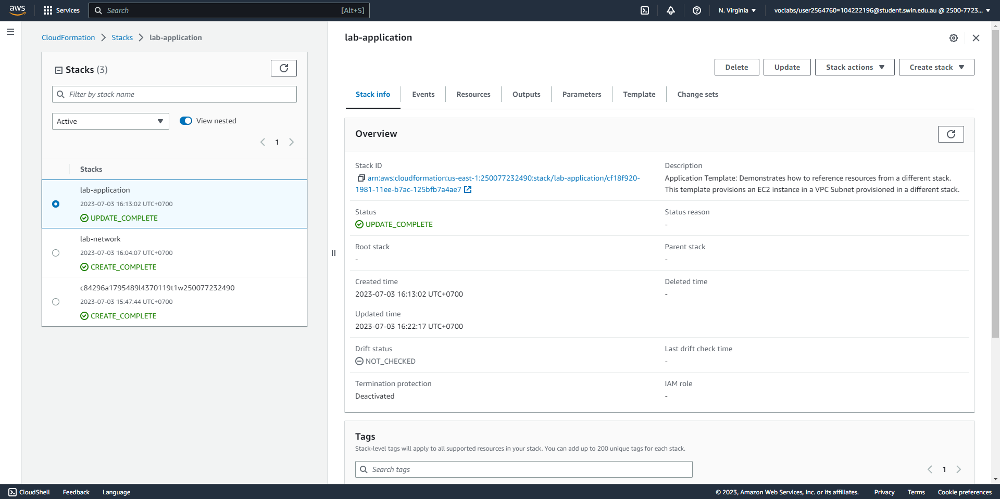 aws
Services
Search
[Alt+S]
N. Virginia
voclabs/user2564760=104222196@student.swin.edu.au @ 2500-7723...
CloudFormation
Stacks
lab-application
Stacks (3)
Filter by stack name
Active
View nested
1
Stacks
lab-application
2023-07-03 16:13:02 UTC+0700
UPDATE_COMPLETE
lab-network
2023-07-03 16:04:07 UTC+0700
CREATE_COMPLETE
c84296a1795489l4370119t1w250077232490
2023-07-03 15:47:44 UTC+0700
CREATE_COMPLETE
lab-application
Delete
Update
Stack actions
Create stack
Stack info
Events
Resources
Outputs
Parameters
Template
Change sets
Overview
Stack ID
arn:aws:cloudformation:us-east-1:250077232490:stack/lab-application/cf18f920-
1981-11ee-b7ac-125bfb7a4ae7
Description
Application Template: Demonstrates how to reference resources from a different stack.
This template provisions an EC2 instance in a VPC Subnet provisioned in a different stack.
Status
UPDATE_COMPLETE
Status reason
-
Root stack
-
Parent stack
-
Created time
2023-07-03 16:13:02 UTC+0700
Deleted time
-
Updated time
2023-07-03 16:22:17 UTC+0700
Drift status
NOT_CHECKED
Last drift check time
-
Termination protection
Deactivated
IAM role
-
Tags
Stack-level tags will apply to all supported resources in your stack. You can add up to 200 unique tags for each stack.
Search tags
1
CloudShell
Feedback
Language
© 2023, Amazon Web Services, Inc. or its affiliates.
Privacy
Terms
Cookie preferences